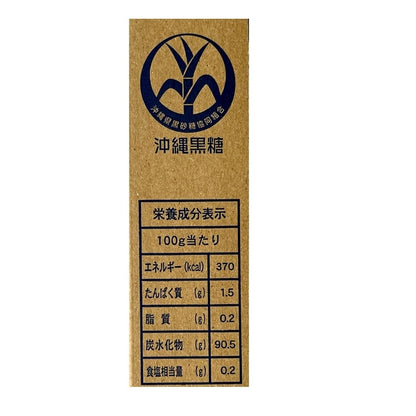 沖縄県黒砂糖協同組合
沖縄黒糖
栄養成分表示
100g当たり
エネルギー(kcal) 370
たんぱく質 (g) 1.5
脂質 (g) 0.2
炭水化物 (g) 90.5
食塩相当量 (g) 0.2